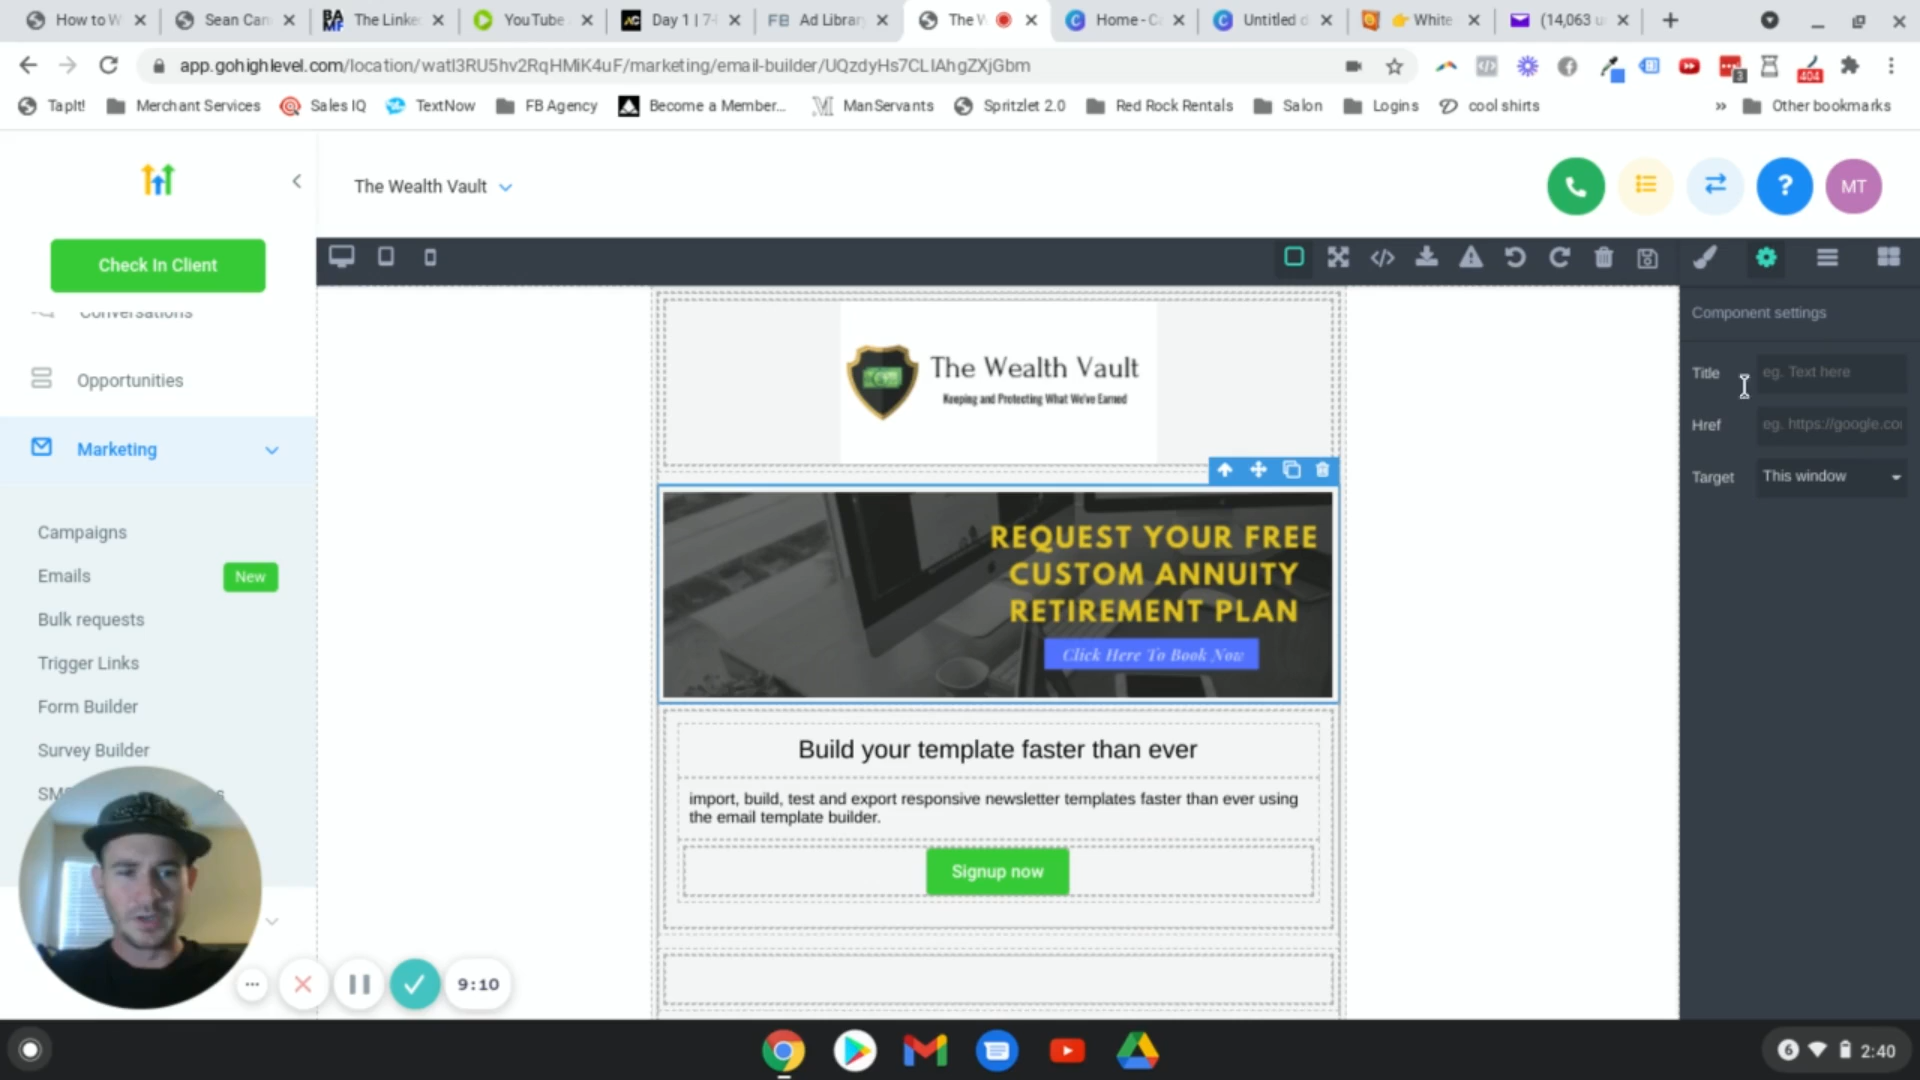 How to W
Sean Can
The Linke
YouTube
Day 1 | 7-
FB Ad Librar
The W
Home - C
Untitled d
White
(14,063 u
app.gohighlevel.com/location/watI3RU5hv2RqHMiK4uF/marketing/email-builder/UQzdyHs7CLIAhgZXjGbm
3
404
TapIt!
Merchant Services
Sales IQ
TextNow
FB Agency
Become a Member...
ManServants
Spritzlet 2.0
Red Rock Rentals
Salon
Logins
cool shirts
»
Other bookmarks
The Wealth Vault
?
MT
Check In Client
Conversations
Opportunities
Marketing
Campaigns
Emails
New
Bulk requests
Trigger Links
Form Builder
Survey Builder
The Wealth Vault
Keeping and Protecting What We've Earned
REQUEST YOUR FREE
CUSTOM ANNUITY
RETIREMENT PLAN
Click Here To Book Now
Build your template faster than ever
import, build, test and export responsive newsletter templates faster than ever using
the email template builder.
Signup now
Component settings
Title
eg. Text here
Href
eg. https://google.co
Target
This window
9:10
6
2:40